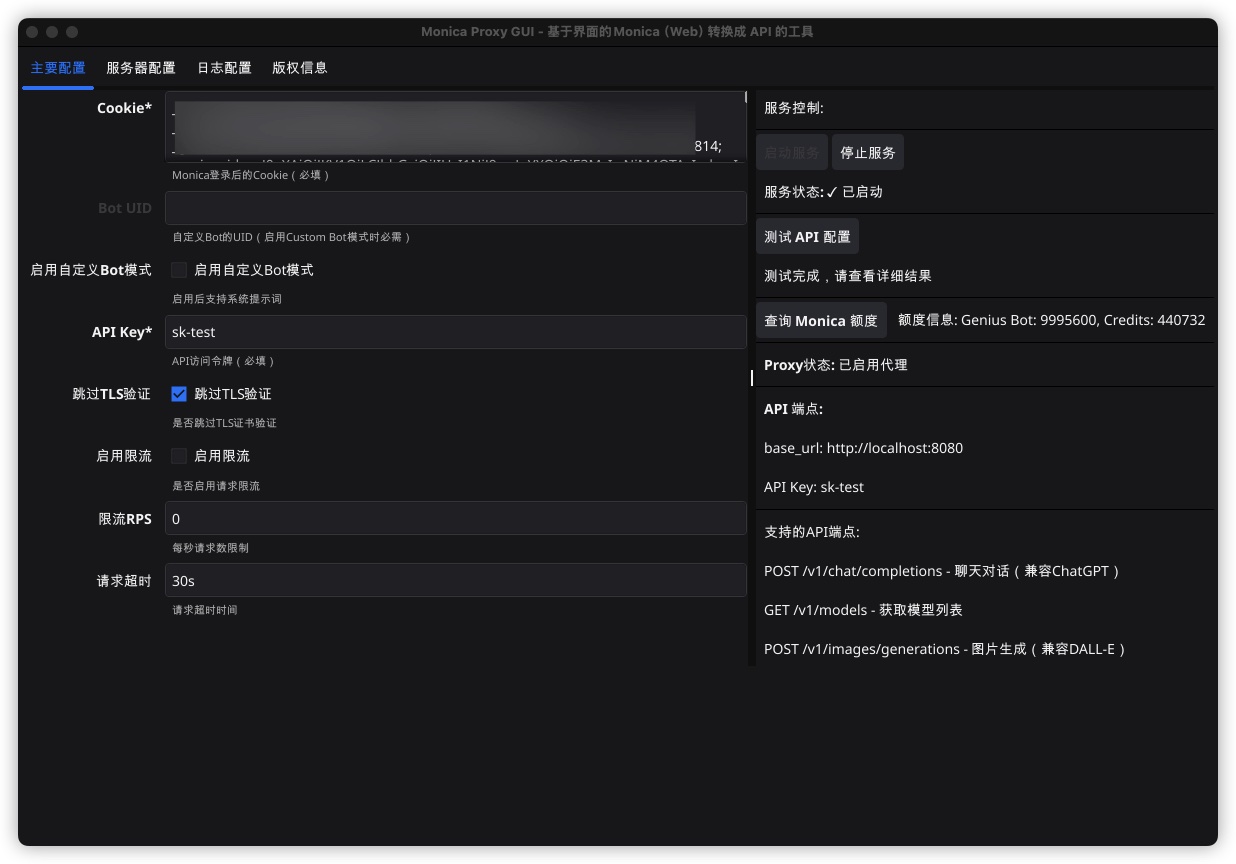 Monica Proxy GUI - 基于界面的Monica (Web) 转换成 API 的工具
主要配置 服务器配置 日志配置 版权信息
Cookie*
814;
Monica登录后的Cookie ( 必填 )
Bot UID
自定义Bot的UID ( 启用Custom Bot模式时必需 )
启用自定义Bot模式 启用自定义Bot模式
启用后支持系统提示词
API Key* sk-test
API访问令牌 ( 必填 )
跳过TLS验证 跳过TLS验证
是否跳过TLS证书验证
启用限流 启用限流
是否启用请求限流
限流RPS 0
每秒请求数限制
请求超时 30s
请求超时时间
服务控制:
启动服务 停止服务
服务状态: ✓ 已启动
测试 API 配置
测试完成，请查看详细结果
查询 Monica 额度 额度信息: Genius Bot: 9995600, Credits: 440732
Proxy状态: 已启用代理
API 端点:
base_url: http://localhost:8080
API Key: sk-test
支持的API端点:
POST /v1/chat/completions - 聊天对话 ( 兼容ChatGPT )
GET /v1/models - 获取模型列表
POST /v1/images/generations - 图片生成 ( 兼容DALL-E )